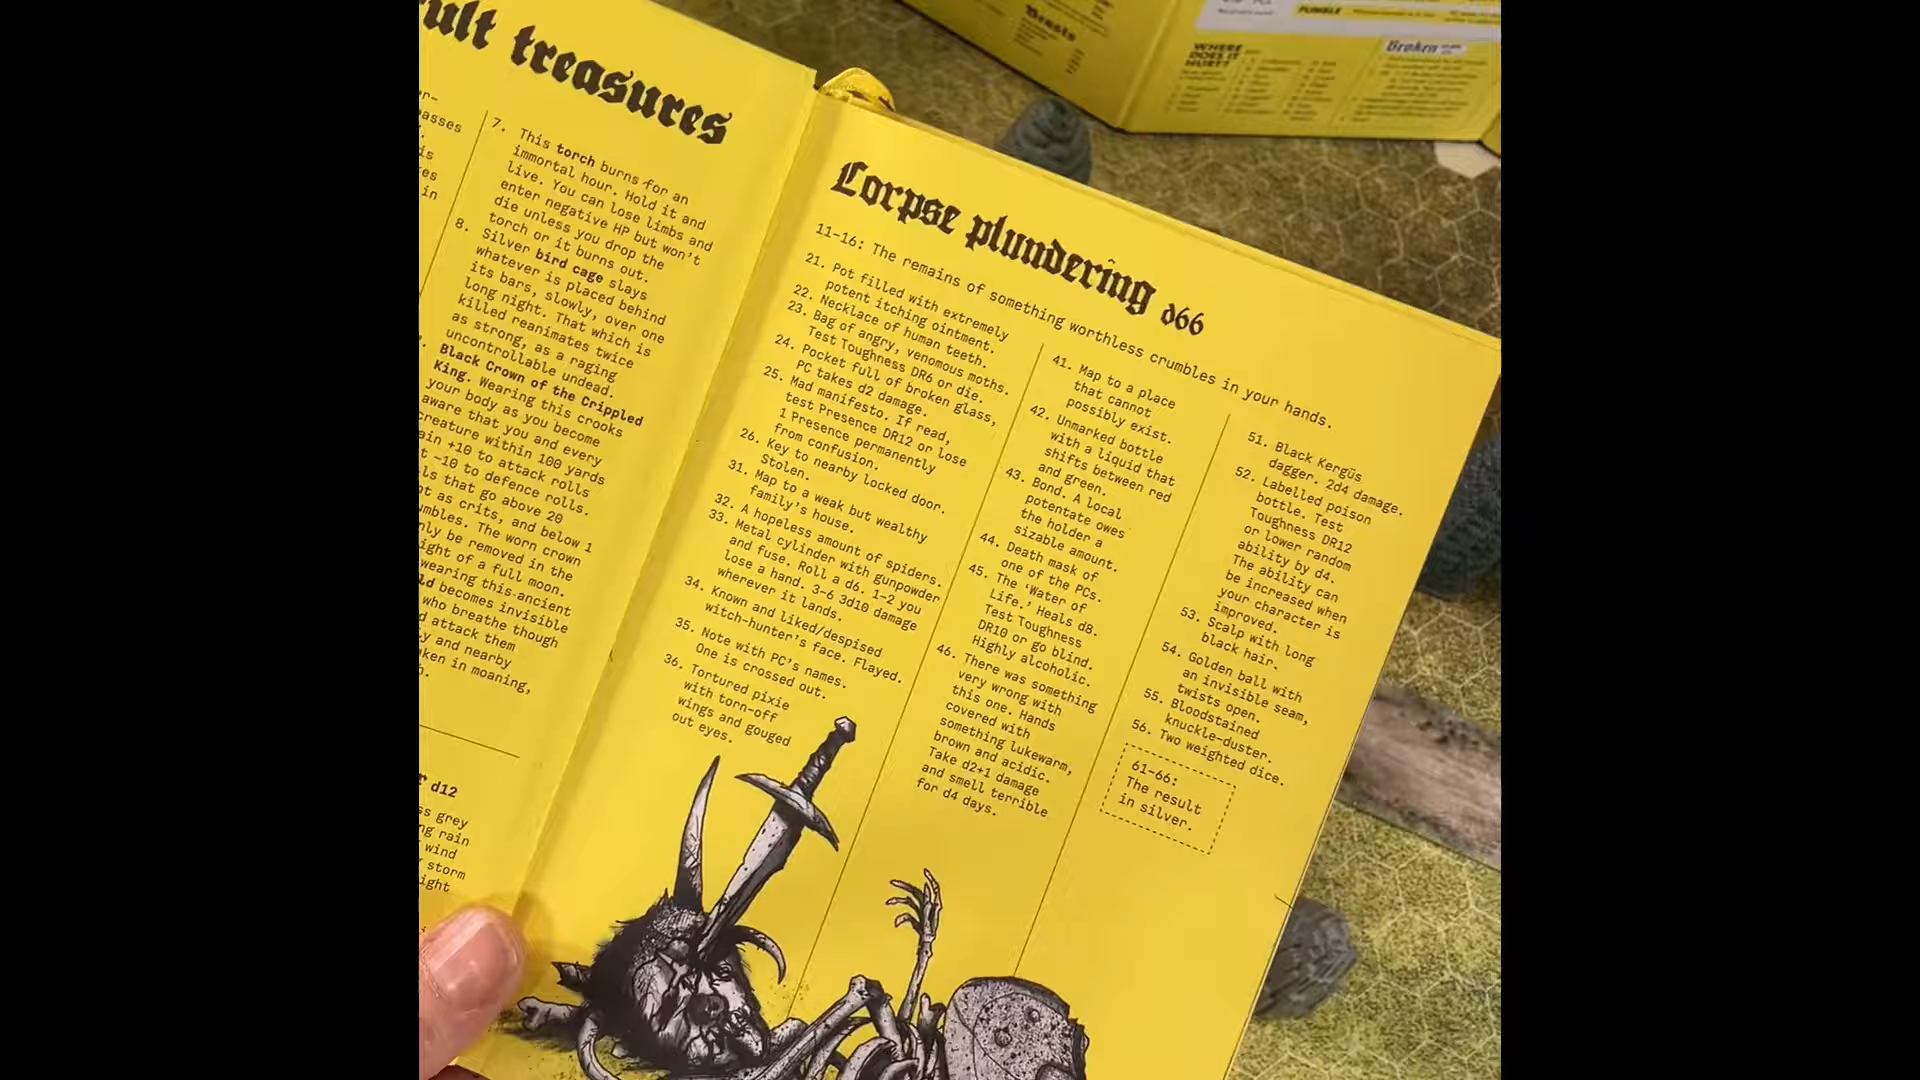 ult treasures
asses
is
in
7. This torch burns for an
immortal hour. Hold it and
live. You can lose limbs and
enter negative HP but won't
die unless you drop the
torch or it burns out.
8. Silver bird cage slays
whatever is placed behind
its bars, slowly, over one
long night. That which is
killed reanimates twice
as strong, as a raging
uncontrollable undead.
Black Crown of the Crippled
King. Wearing this crooks
your body as you become
aware that you and every
creature within 100 yards
ain +10 to attack rolls
t -10 to defence rolls.
ls that go above 20
t as crits, and below 1
umbles. The worn crown
nly be removed in the
ight of a full moon.
wearing this ancient
ld becomes invisible
who breathe though
d attack them
y and nearby
ken in moaning,
d12
s grey
ng rain
wind
storm
ight
Corpse plundering d66
11-16: The remains of something worthless crumbles in your hands.
21. Pot filled with extremely
potent itching ointment.
22. Necklace of human teeth.
23. Bag of angry, venomous moths.
Test Toughness DR6 or die.
24. Pocket full of broken glass,
PC takes d2 damage.
25. Mad manifesto. If read,
test Presence DR12 or lose
1 Presence permanently
from confusion.
26. Key to nearby locked door.
Stolen.
31. Map to a weak but wealthy
family's house.
32. A hopeless amount of spiders.
33. Metal cylinder with gunpowder
and fuse. Roll a d6. 1-2 you
lose a hand. 3-6 3d10 damage
wherever it lands.
34. Known and liked/despised
witch-hunter's face. Flayed.
35. Note with PC's names.
One is crossed out.
36. Tortured pixie
with torn-off
wings and gouged
out eyes.
41. Map to a place
that cannot
possibly exist.
42. Unmarked bottle
with a liquid that
shifts between red
and green.
43. Bond. A local
potentate owes
the holder a
sizable amount.
44. Death mask of
one of the PCs.
45. The 'Water of
Life.' Heals d8.
Test Toughness
DR10 or go blind.
Highly alcoholic.
46. There was something
very wrong with
this one. Hands
covered with
something lukewarm,
brown and acidic.
Take d2+1 damage
and smell terrible
for d4 days.
51. Black Kergüs
dagger. 2d4 damage.
52. Labelled poison
bottle. Test
Toughness DR12
or lower random
ability by d4.
The ability can
be increased when
your character is
improved.
53. Scalp with long
black hair.
54. Golden ball with
an invisible seam,
twists open.
55. Bloodstained
knuckle-duster.
56. Two weighted dice.
61-66:
The result
in silver.
Beasts
FUMBLE
WHERE
DOES IT
HURT?
Broken